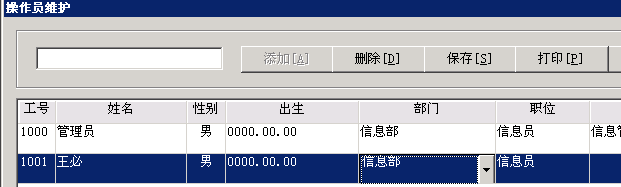 操作员维护
添加[A] 删除[D] 保存[S] 打印[P]
工号 姓名 性别 出生 部门 职位
1000 管理员 男 0000.00.00 信息部 信息员 信息管
1001 王必 男 0000.00.00 信息部 信息员